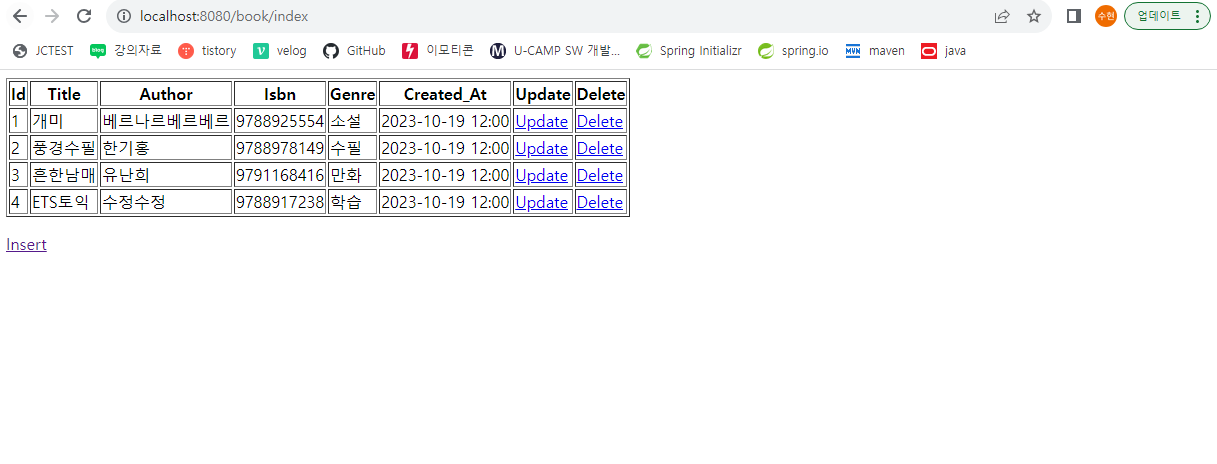 localhost:8080/book/index 수현 업데이트
JCTEST blog 강의자료 tistory velog GitHub 이모티콘 U-CAMP SW 개발... Spring Initializr spring.io MVN maven java
Id Title Author Isbn Genre Created_At Update Delete
1 개미 베르나르베르베르 9788925554 소설 2023-10-19 12:00 Update Delete
2 풍경수필 한기홍 9788978149 수필 2023-10-19 12:00 Update Delete
3 흔한남매 유난희 9791168416 만화 2023-10-19 12:00 Update Delete
4 ETS토익 수정수정 9788917238 학습 2023-10-19 12:00 Update Delete
Insert